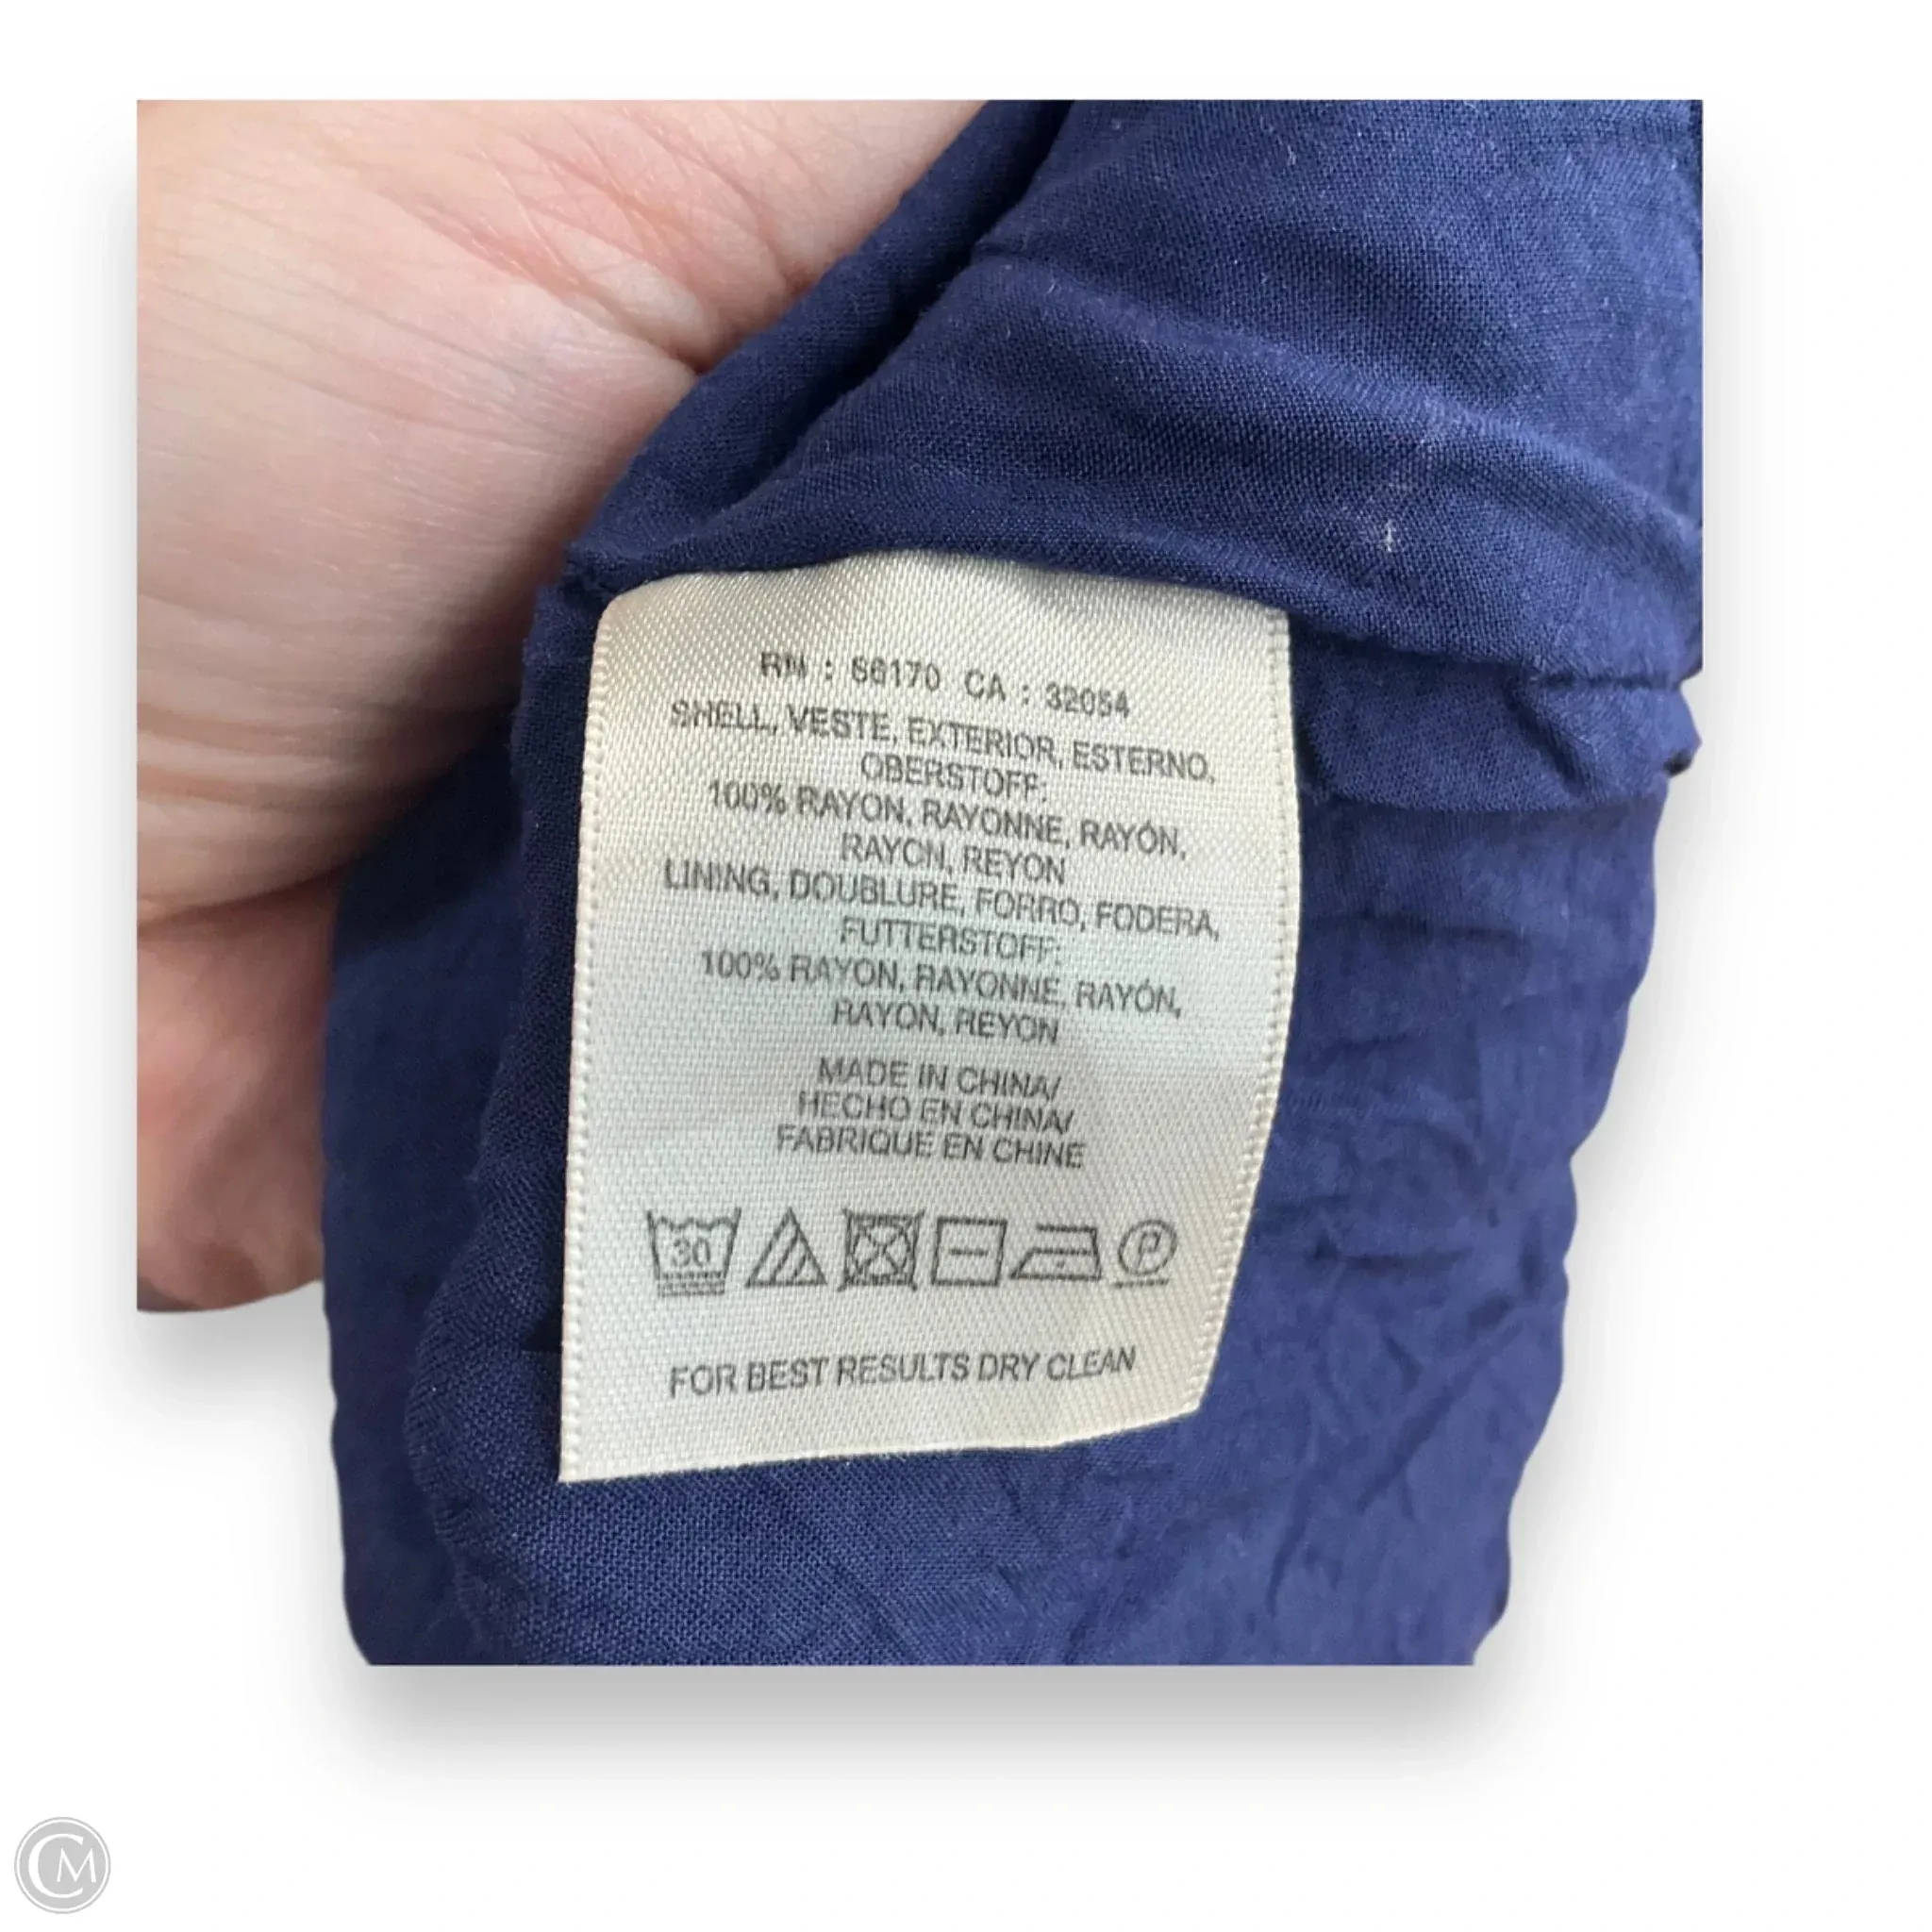 RN : 66170 CA : 32054
SHELL, VESTE, EXTERIOR, ESTERNO,
OBERSTOFF:
100% RAYON, RAYONNE, RAYÓN,
RAYON, REYON
LINING, DOUBLURE, FORRO, FODERA,
FUTTERSTOFF:
100% RAYON, RAYONNE, RAYÓN,
RAYON, REYON
MADE IN CHINA/
HECHO EN CHINA/
FABRIQUE EN CHINE
30
P
FOR BEST RESULTS DRY CLEAN
CM